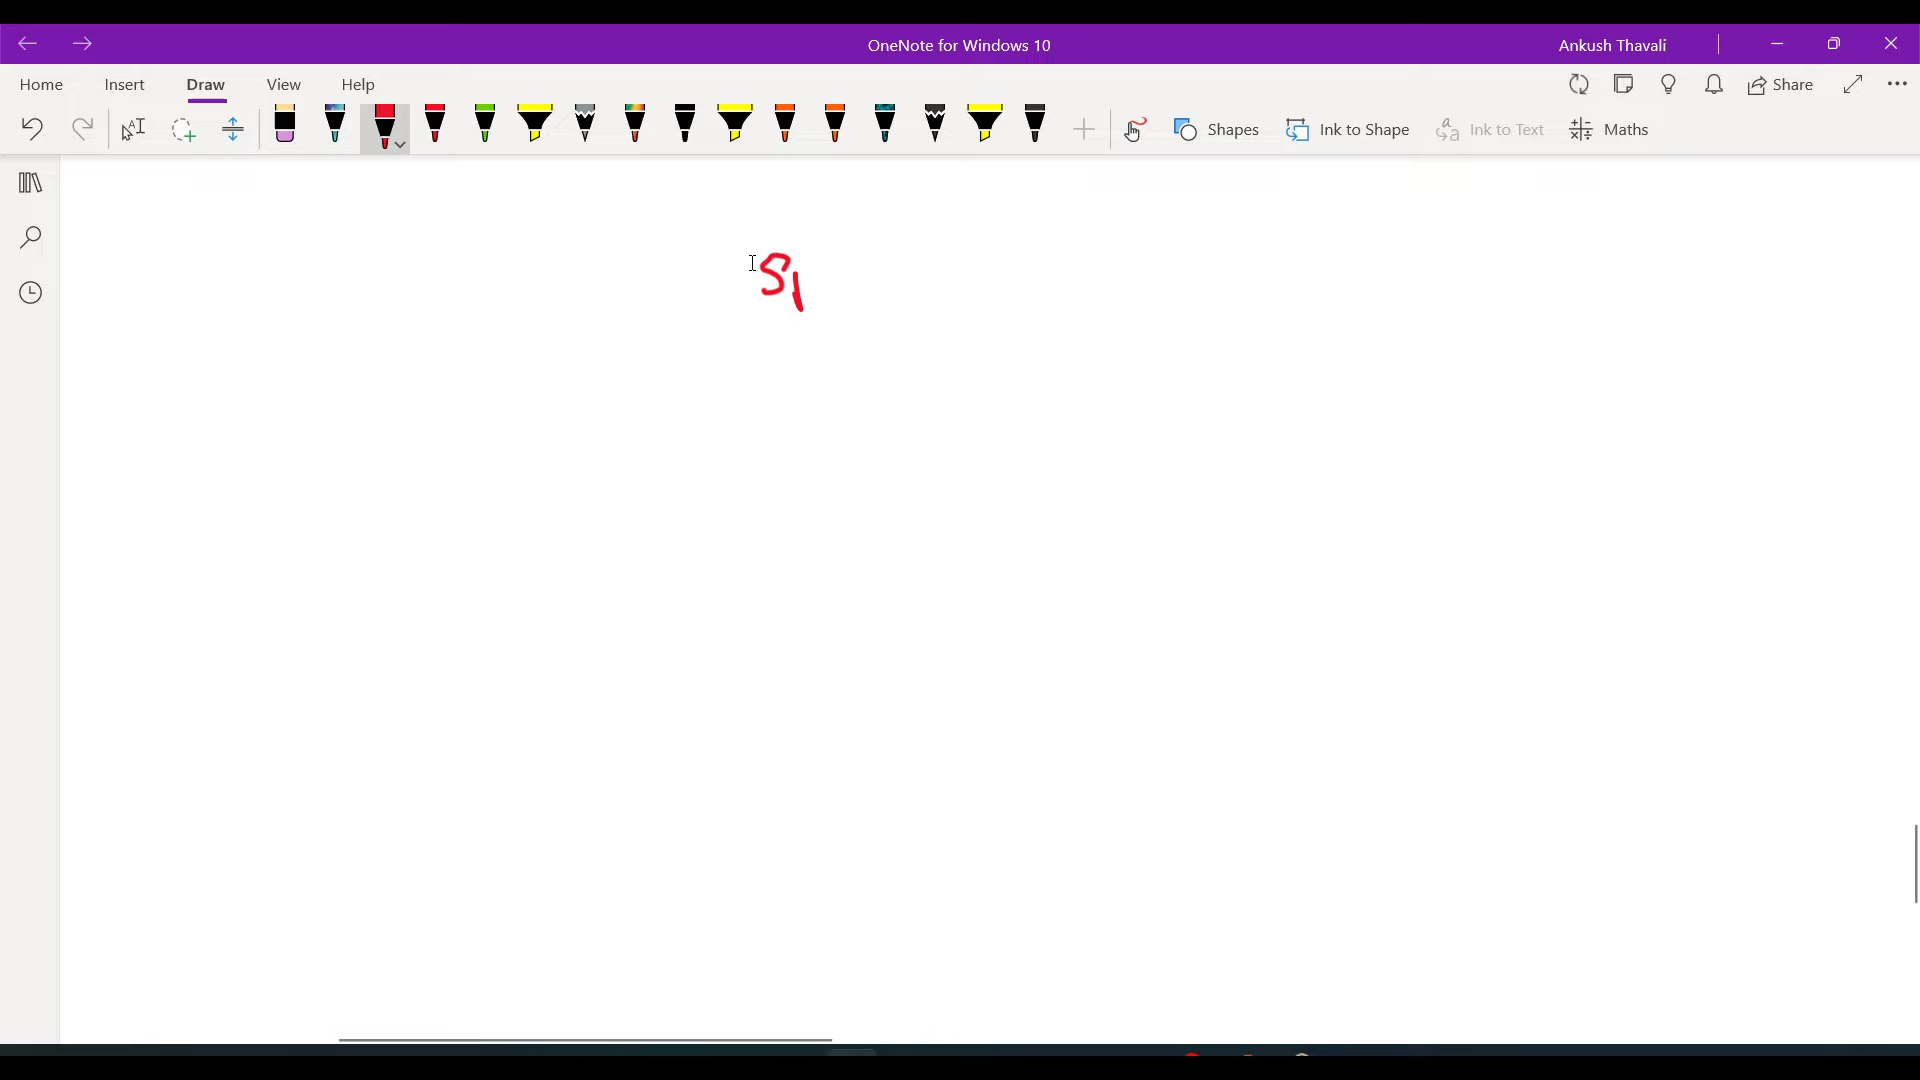 OneNote for Windows 10
Ankush Thavali
Home Insert Draw View Help
Share
Shapes Ink to Shape Ink to Text Maths
S1